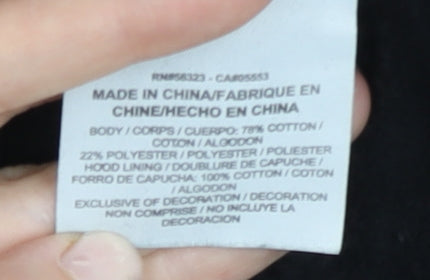 RN#56323 - CA#05553
MADE IN CHINA/FABRIQUE EN
CHINE/HECHO EN CHINA
BODY / CORPS / CUERPO: 78% COTTON /
COTON / ALGODON
22% POLYESTER / POLYESTER / POLIESTER
HOOD LINING / DOUBLURE DE CAPUCHE /
FORRO DE CAPUCHA: 100% COTTON / COTON
/ ALGODON
EXCLUSIVE OF DECORATION / DECORATION
NON COMPRISE / NO INCLUYE LA
DECORACION